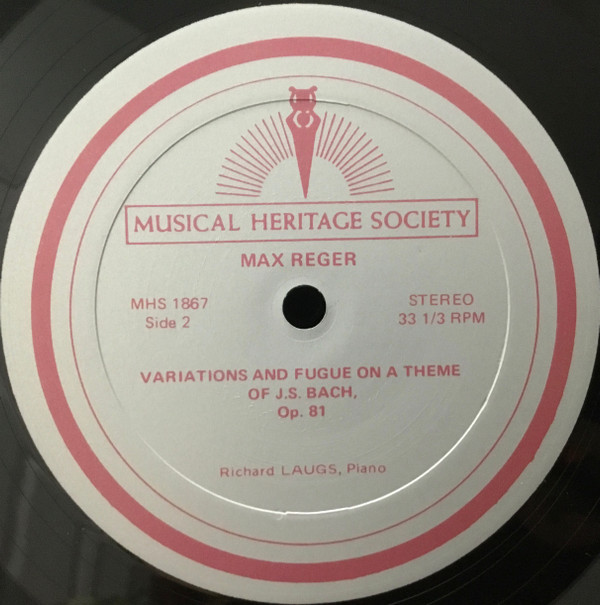 MUSICAL HERITAGE SOCIETY
MAX REGER
MHS 1867
Side 2
STEREO
33 1/3 RPM
VARIATIONS AND FUGUE ON A THEME
OF J.S. BACH,
Op. 81
Richard LAUGS, Piano